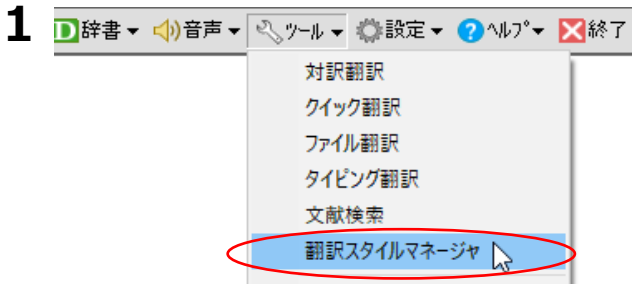 1
辞書 音声 ツール 設定 ヘルプ 終了
対訳翻訳
クイック翻訳
ファイル翻訳
タイピング翻訳
文献検索
翻訳スタイルマネージャ